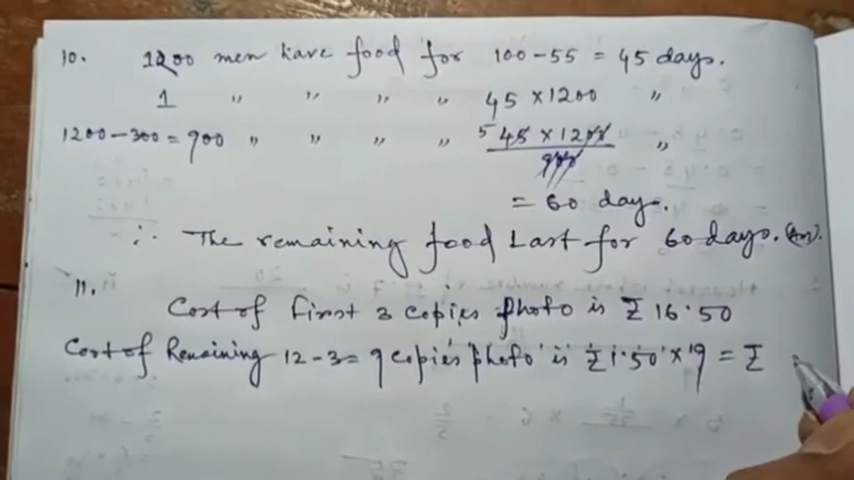 10. 1200 men have food for 100-55 = 45 days.
1 " " " " 45 × 1200 "
1200-300 = 900 " " " " 5 45 × 1200 "
900
= 60 days.
∴ The remaining food Last for 60 days. (An).
11.
Cost of first 3 copies photo is ₹ 16.50
Cost of Remaining 12-3= 9 copies photo is ₹ 1.50 × 9 = ₹